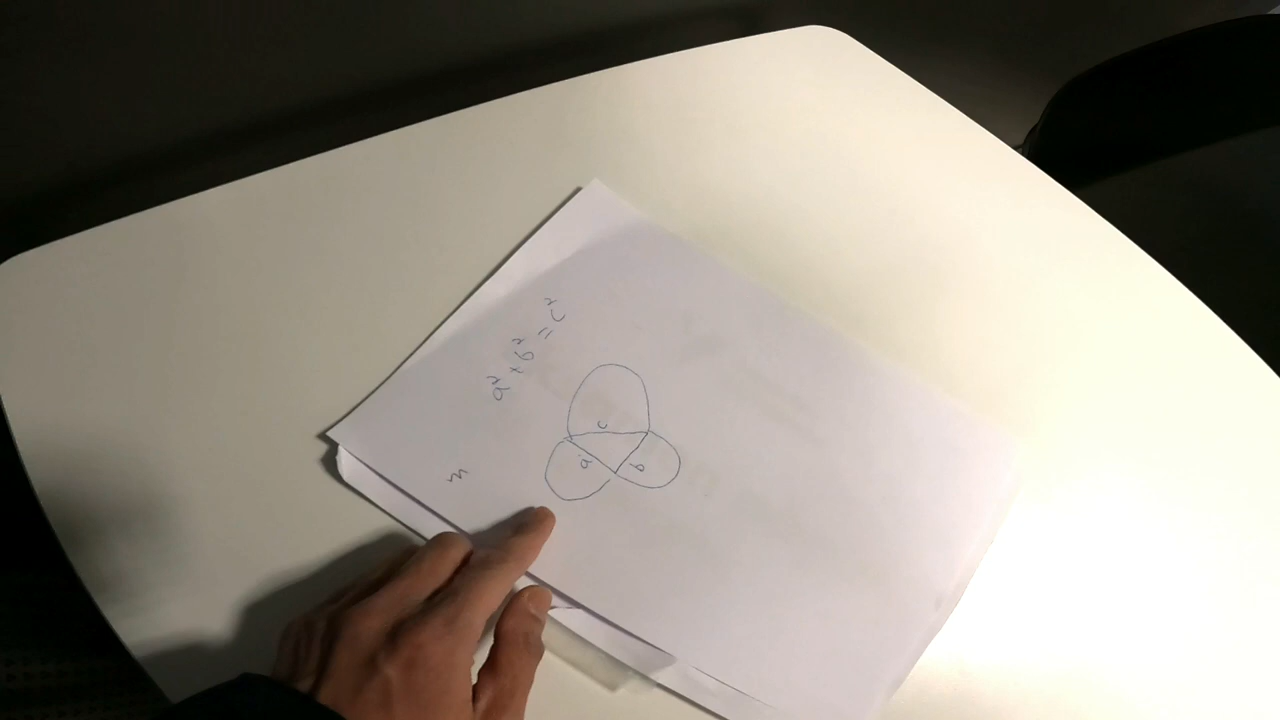 a² + b² = c²
c
a
b